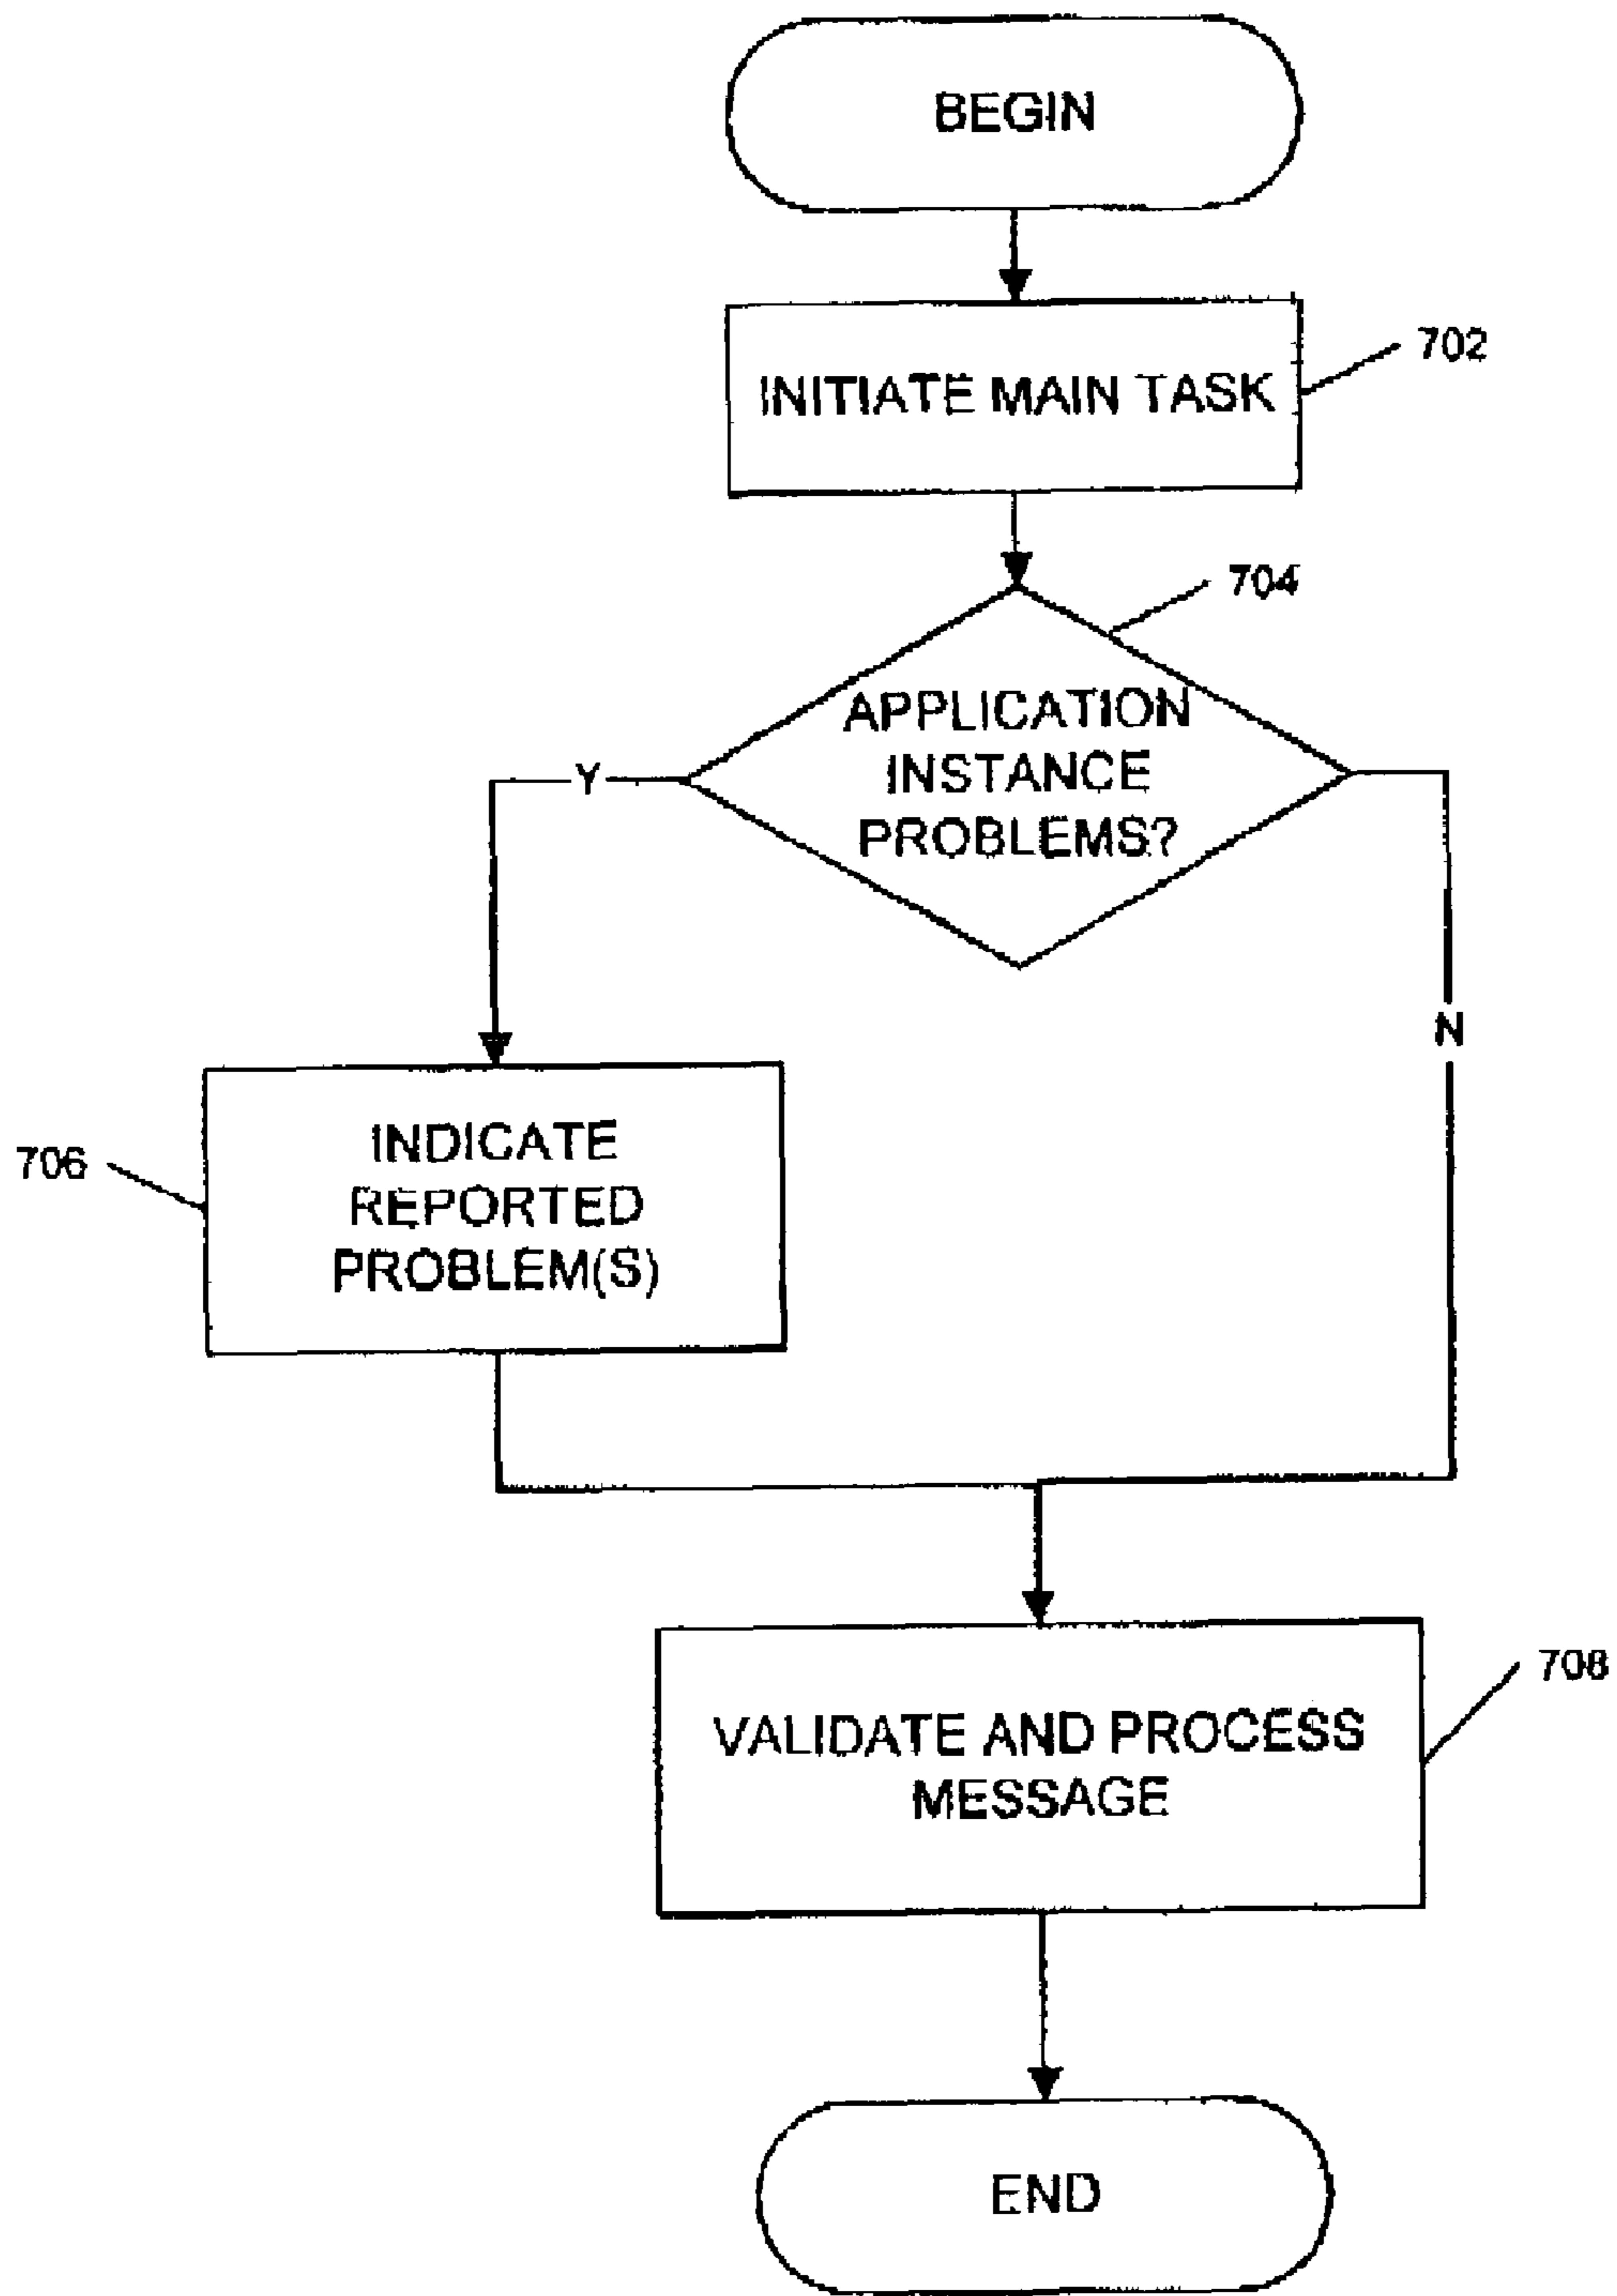 BEGIN
INITIATE MAIN TASK
702
704
APPLICATION
INSTANCE
PROBLEMS?
Y
N
INDICATE
REPORTED
PROBLEM(S)
706
VALIDATE AND PROCESS
MESSAGE
708
END